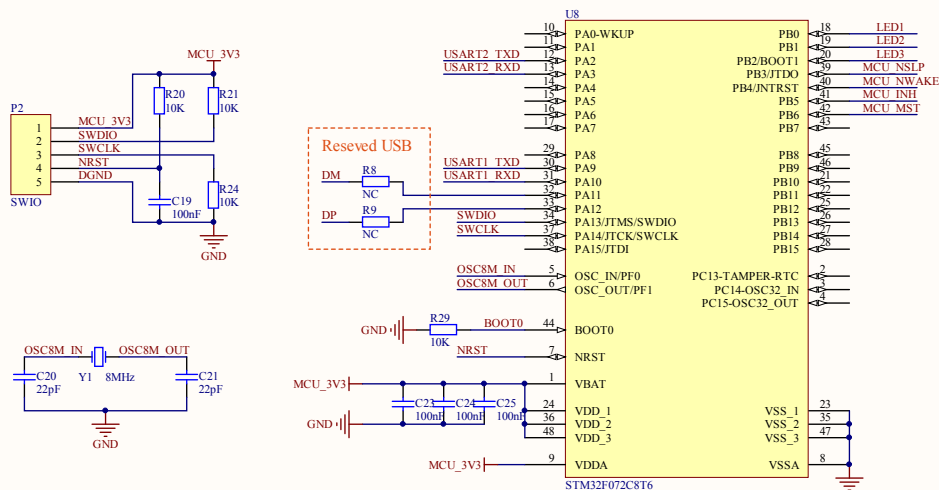 MCU_3V3
R20
10K
R21
10K
P2
1
MCU_3V3
2
SWDIO
3
SWCLK
4
NRST
5
DGND
SWIO
C19
100nF
R24
10K
GND
OSC8M_IN
OSC8M_OUT
C20
22pF
Y1
8MHz
C21
22pF
GND
Reseved USB
DM
R8
NC
DP
R9
NC
U8
10
PA0-WKUP
11
PA1
USART2_TXD
12
PA2
USART2_RXD
13
PA3
14
PA4
15
PA5
16
PA6
17
PA7
29
PA8
USART1_TXD
30
PA9
USART1_RXD
31
PA10
32
PA11
33
PA12
SWDIO
34
PA13/JTMS/SWDIO
SWCLK
37
PA14/JTCK/SWCLK
38
PA15/JTDI
OSC8M_IN
5
OSC_IN/PF0
OSC8M_OUT
6
OSC_OUT/PF1
GND
R29
10K
BOOT0
44
BOOT0
NRST
7
NRST
MCU_3V3
1
VBAT
GND
C23
100nF
C24
100nF
C25
100nF
24
VDD_1
36
VDD_2
48
VDD_3
MCU_3V3
9
VDDA
PB0
18
LED1
PB1
19
LED2
PB2/BOOT1
20
LED3
PB3/JTDO
39
MCU_NSLP
PB4/JNTRST
40
MCU_NWAKE
PB5
41
MCU_INH
PB6
42
MCU_MST
PB7
43
PB8
45
PB9
46
PB10
21
PB11
22
PB12
25
PB13
26
PB14
27
PB15
28
PC13-TAMPER-RTC
2
PC14-OSC32_IN
3
PC15-OSC32_OUT
4
VSS_1
23
VSS_2
35
VSS_3
47
VSSA
8
GND
STM32F072C8T6